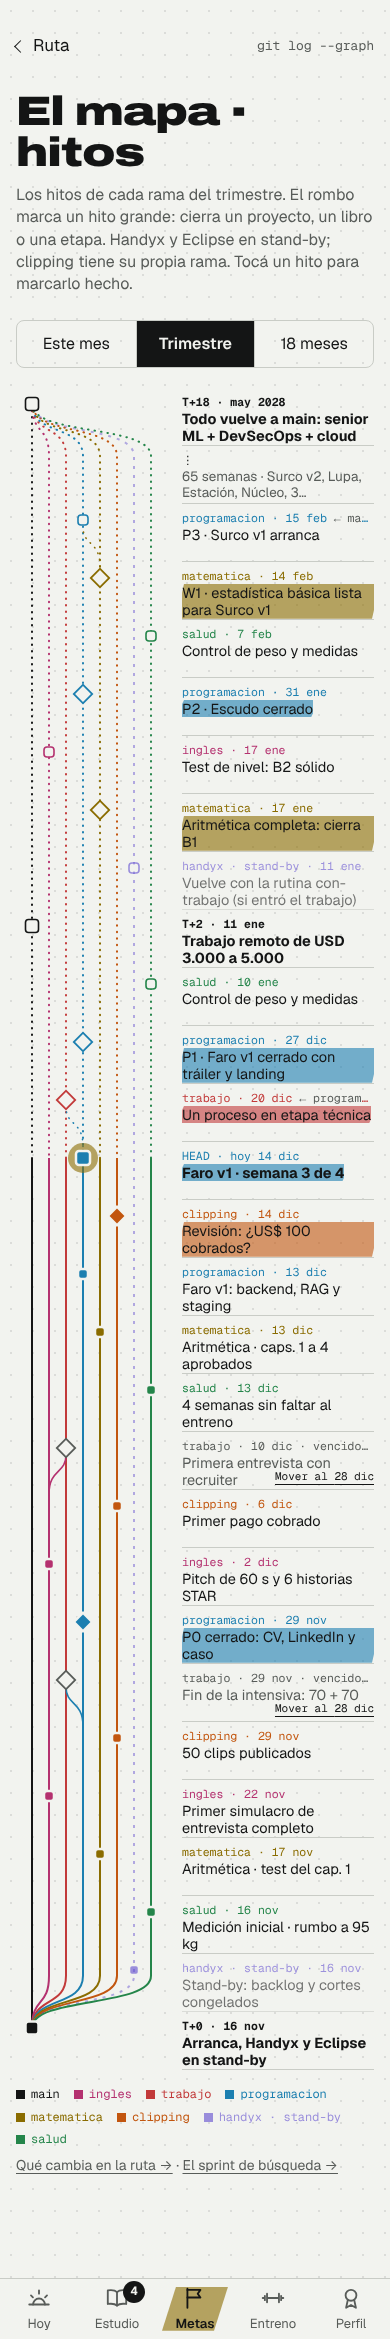 Ruta
git log --graph
El mapa ·
hitos
Los hitos de cada rama del trimestre. El rombo
marca un hito grande: cierra un proyecto, un libro
o una etapa. Handyx y Eclipse en stand-by;
clipping tiene su propia rama. Tocá un hito para
marcarlo hecho.
Este mes
Trimestre
18 meses
T+18 · may 2028
Todo vuelve a main: senior
ML + DevSecOps + cloud
⋮
65 semanas · Surco v2, Lupa,
Estación, Núcleo, 3…
programacion · 15 feb ← ma…
P3 · Surco v1 arranca
matematica · 14 feb
W1 · estadística básica lista
para Surco v1
salud · 7 feb
Control de peso y medidas
programacion · 31 ene
P2 · Escudo cerrado
ingles · 17 ene
Test de nivel: B2 sólido
matematica · 17 ene
Aritmética completa: cierra
B1
handyx · stand-by · 11 ene
Vuelve con la rutina con-
trabajo (si entró el trabajo)
T+2 · 11 ene
Trabajo remoto de USD
3.000 a 5.000
salud · 10 ene
Control de peso y medidas
programacion · 27 dic
P1 · Faro v1 cerrado con
tráiler y landing
trabajo · 20 dic ← program…
Un proceso en etapa técnica
HEAD · hoy 14 dic
Faro v1 · semana 3 de 4
clipping · 14 dic
Revisión: ¿US$ 100
cobrados?
programacion · 13 dic
Faro v1: backend, RAG y
staging
matematica · 13 dic
Aritmética · caps. 1 a 4
aprobados
salud · 13 dic
4 semanas sin faltar al
entreno
trabajo · 10 dic · vencido…
Primera entrevista con
recruiter
Mover al 28 dic
clipping · 6 dic
Primer pago cobrado
ingles · 2 dic
Pitch de 60 s y 6 historias
STAR
programacion · 29 nov
P0 cerrado: CV, LinkedIn y
caso
trabajo · 29 nov · vencido…
Fin de la intensiva: 70 + 70
Mover al 28 dic
clipping · 29 nov
50 clips publicados
ingles · 22 nov
Primer simulacro de
entrevista completo
matematica · 17 nov
Aritmética · test del cap. 1
salud · 16 nov
Medición inicial · rumbo a 95
kg
handyx · stand-by · 16 nov
Stand-by: backlog y cortes
congelados
T+0 · 16 nov
Arranca, Handyx y Eclipse
en stand-by
main ingles trabajo programacion
matematica clipping handyx · stand-by
salud
Qué cambia en la ruta → · El sprint de búsqueda →
4
Hoy Estudio Metas Entreno Perfil